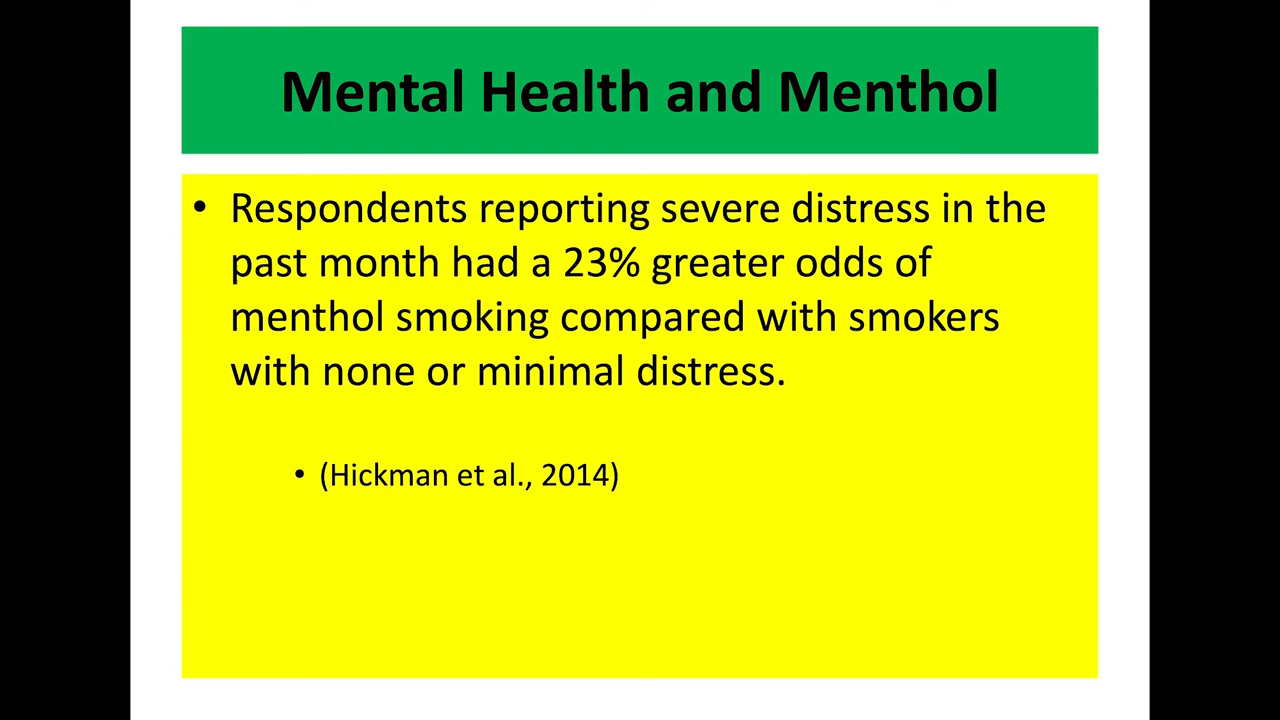 Mental Health and Menthol
• Respondents reporting severe distress in the
past month had a 23% greater odds of
menthol smoking compared with smokers
with none or minimal distress.
• (Hickman et al., 2014)